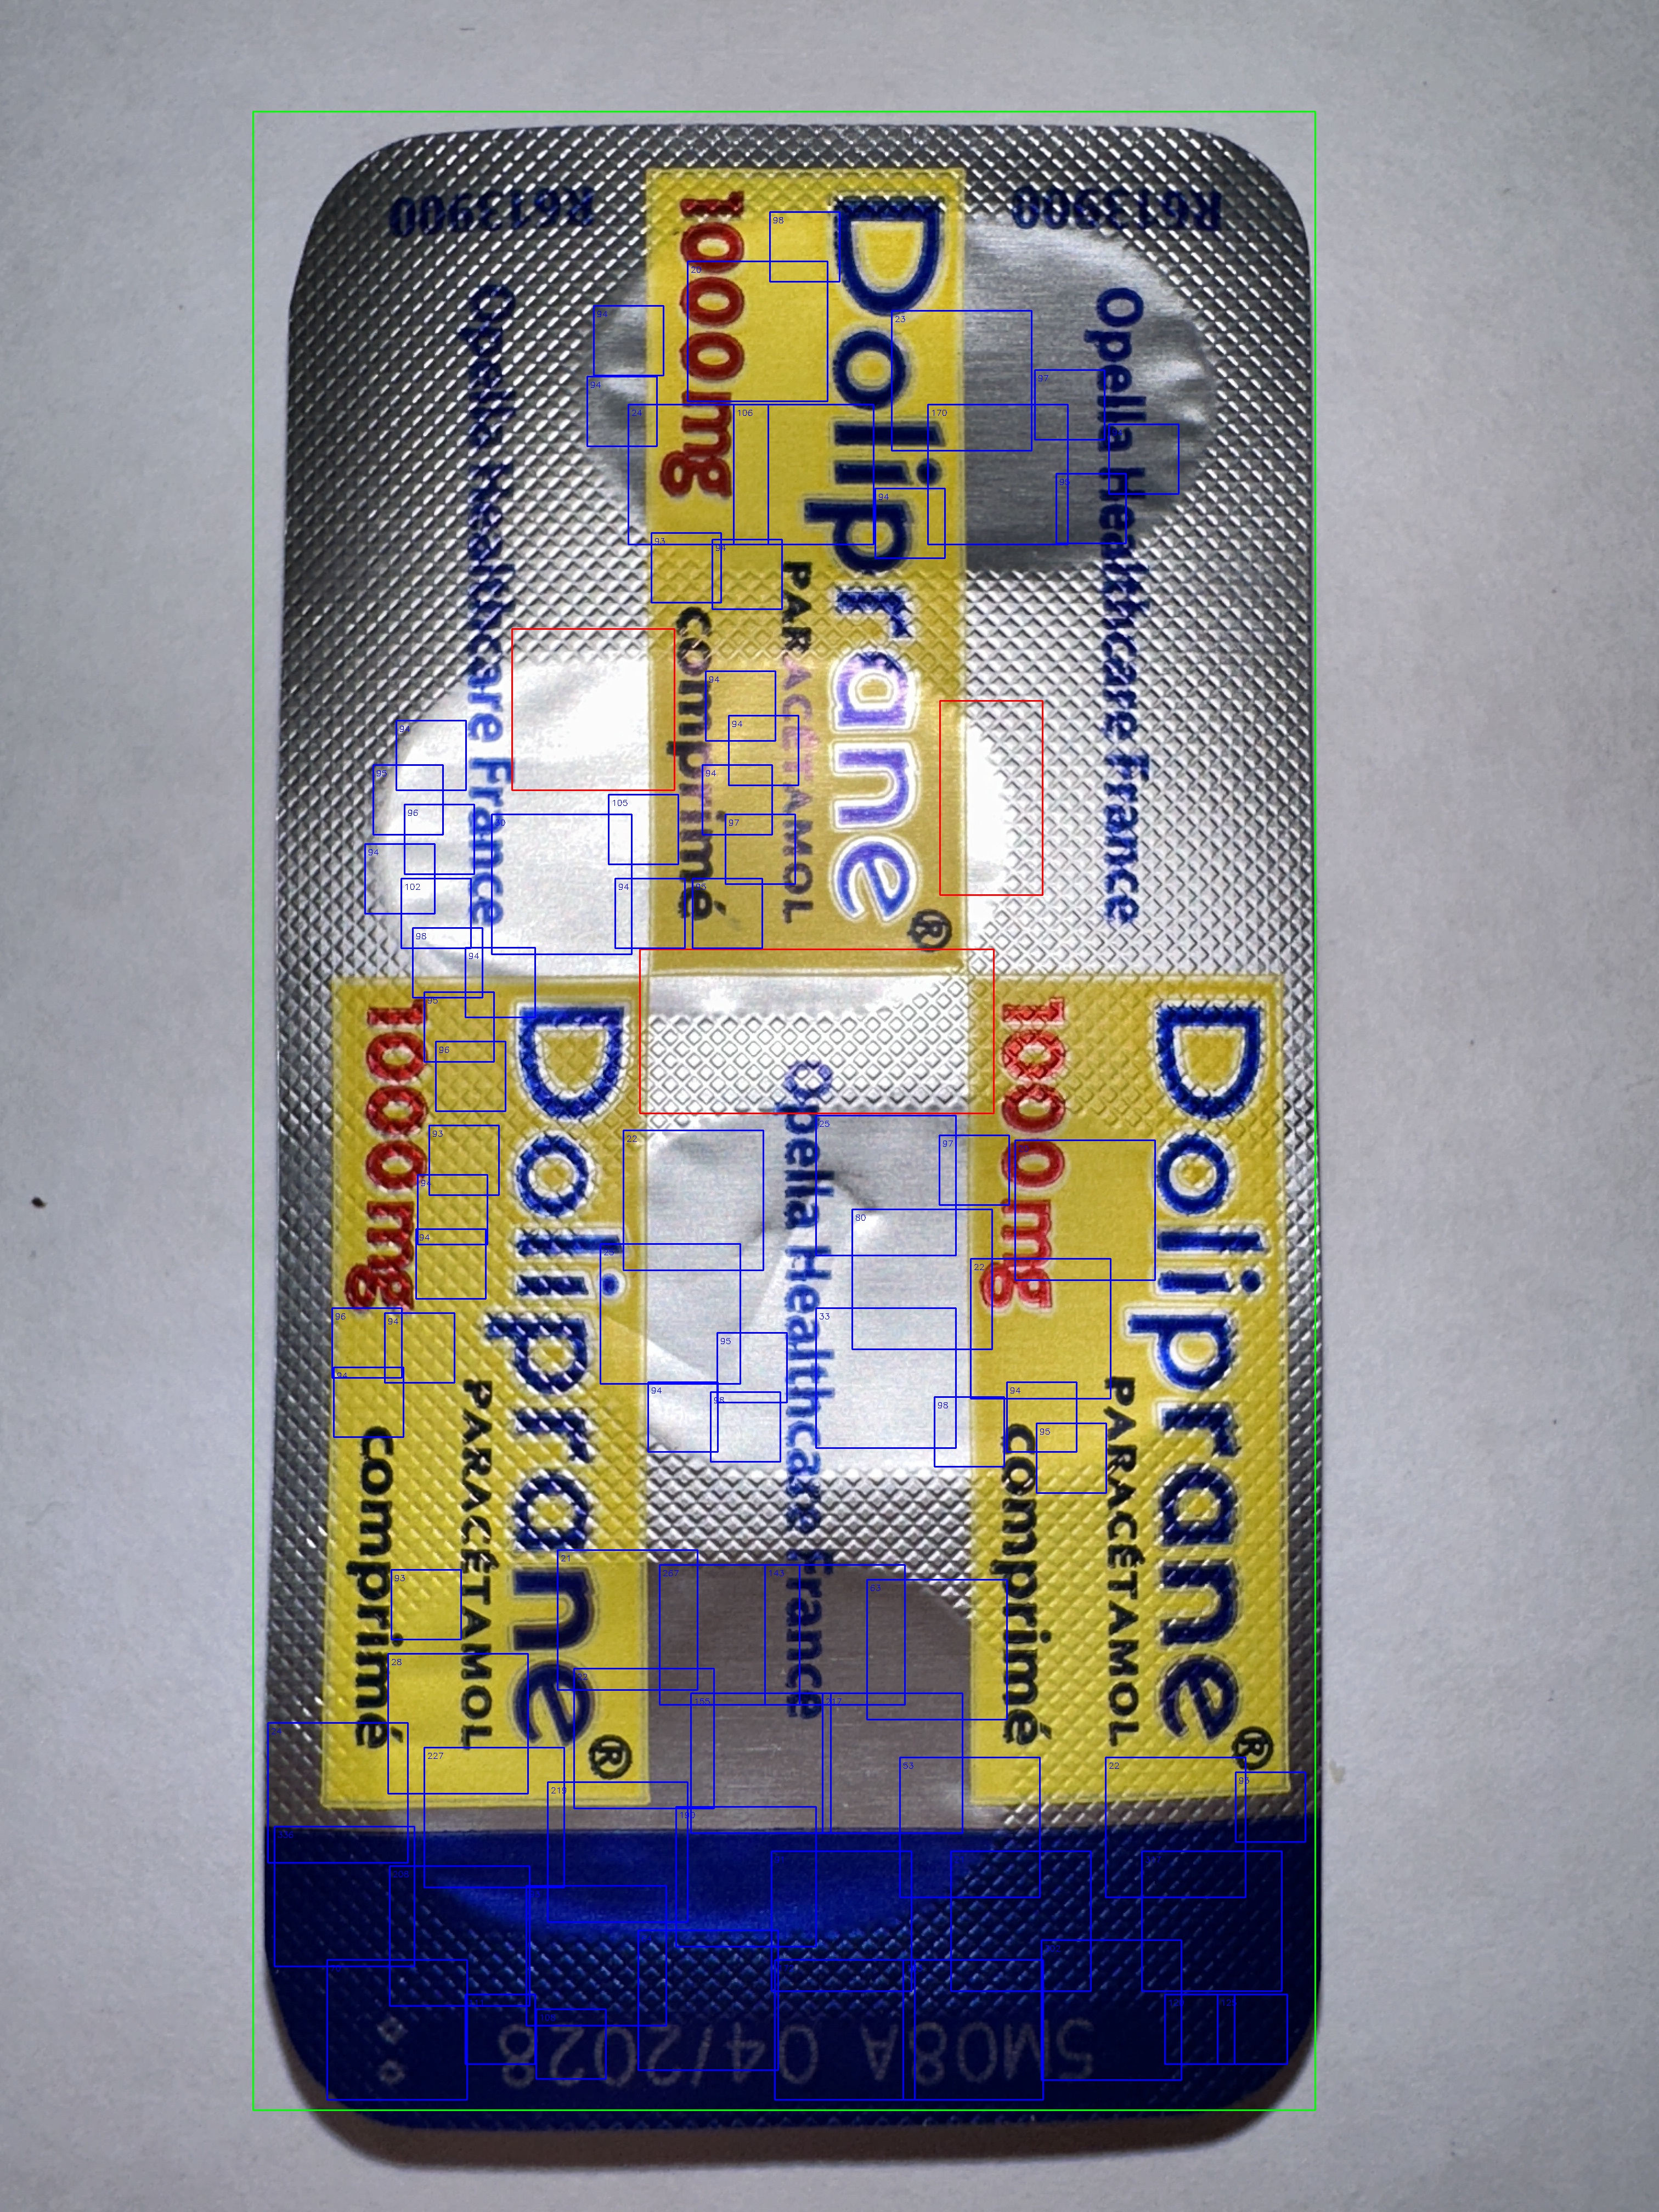 R613900
R613900
Doliprane®
1000mg
PARACÉTAMOL
Comprimé
Opella Healthcare France
Opella Healthcare France
Doliprane®
1000mg
PARACÉTAMOL
Comprimé
Opella Healthcare France
Doliprane®
1000mg
PARACÉTAMOL
Comprimé
5M08A 04/2028